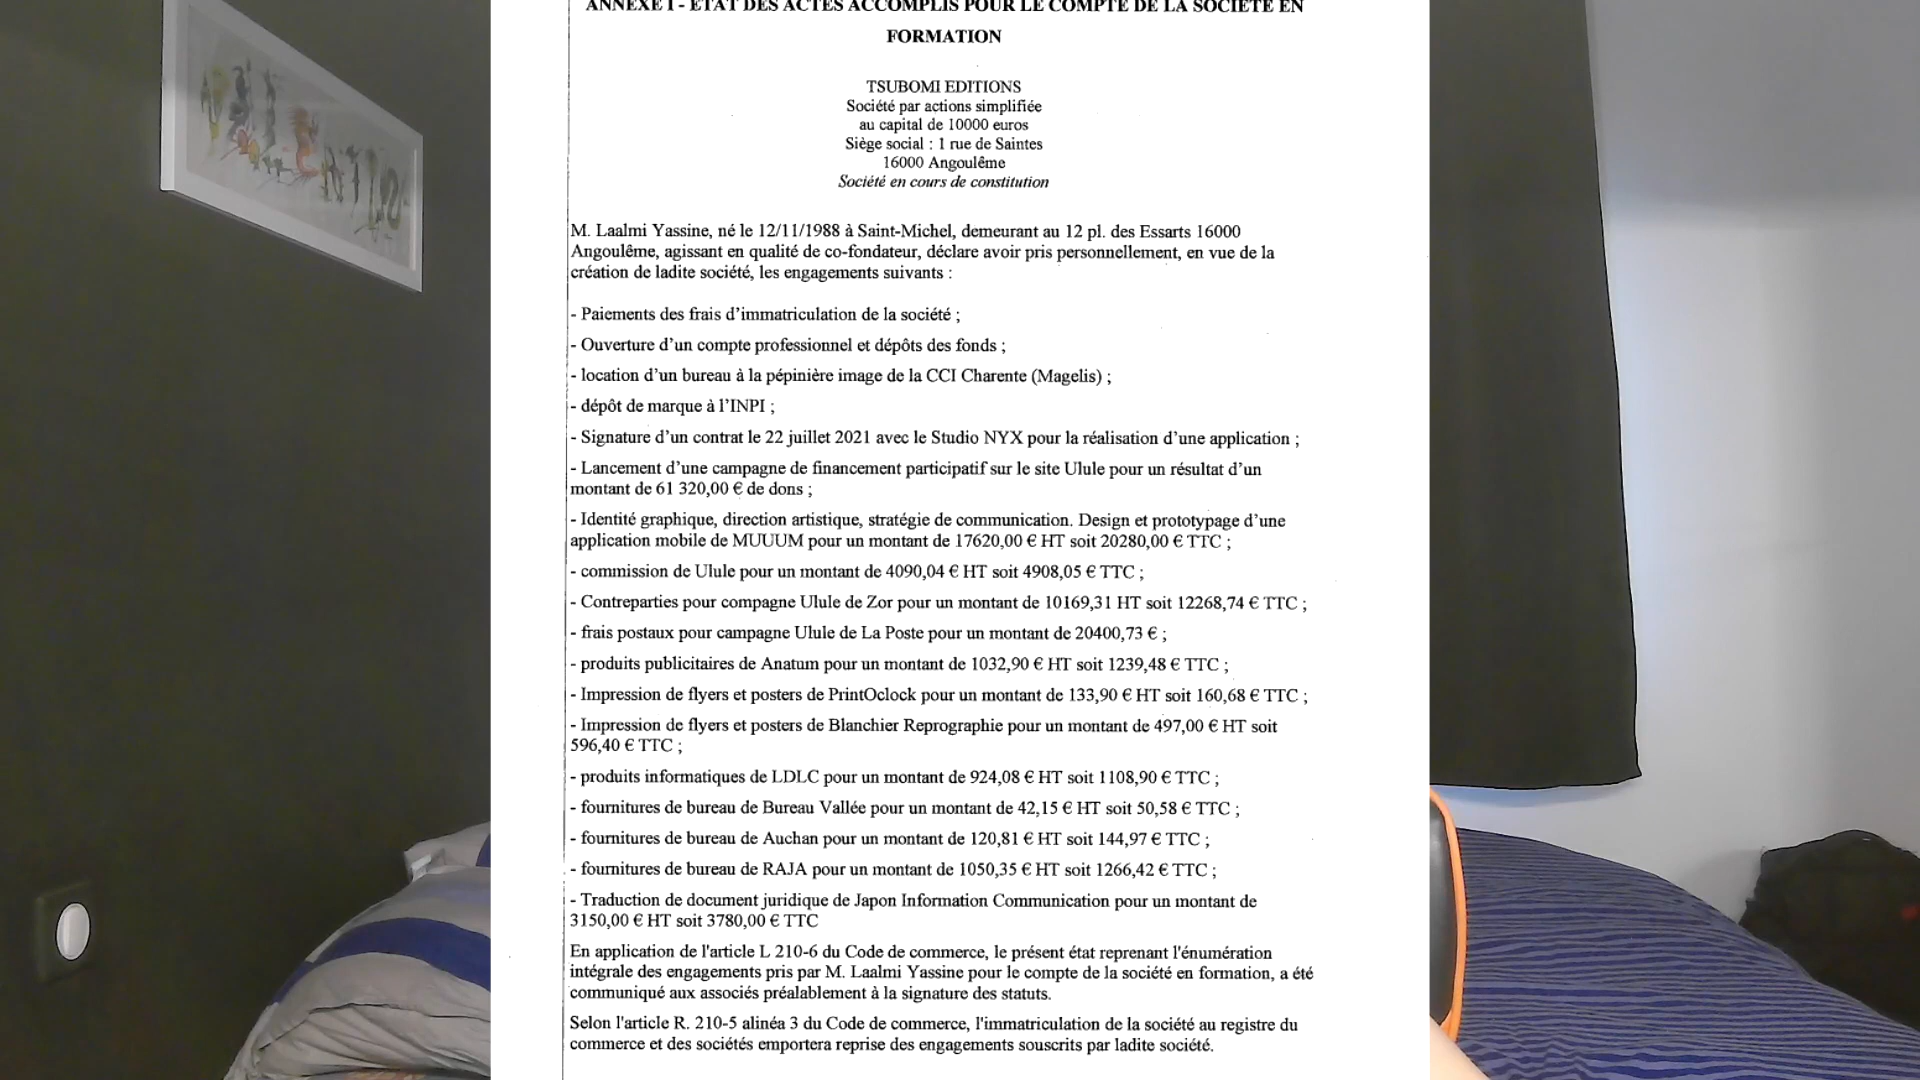 ANNEXE I - ETAT DES ACTES ACCOMPLIS POUR LE COMPTE DE LA SOCIETE EN
FORMATION
TSUBOMI EDITIONS
Société par actions simplifiée
au capital de 10000 euros
Siège social : 1 rue de Saintes
16000 Angoulême
Société en cours de constitution
M. Laalmi Yassine, né le 12/11/1988 à Saint-Michel, demeurant au 12 pl. des Essarts 16000
Angoulême, agissant en qualité de co-fondateur, déclare avoir pris personnellement, en vue de la
création de ladite société, les engagements suivants :
- Paiements des frais d’immatriculation de la société ;
- Ouverture d’un compte professionnel et dépôts des fonds ;
- location d’un bureau à la pépinière image de la CCI Charente (Magelis) ;
- dépôt de marque à l’INPI ;
- Signature d’un contrat le 22 juillet 2021 avec le Studio NYX pour la réalisation d’une application ;
- Lancement d’une campagne de financement participatif sur le site Ulule pour un résultat d’un
montant de 61 320,00 € de dons ;
- Identité graphique, direction artistique, stratégie de communication. Design et prototypage d’une
application mobile de MUUUM pour un montant de 17620,00 € HT soit 20280,00 € TTC ;
- commission de Ulule pour un montant de 4090,04 € HT soit 4908,05 € TTC ;
- Contreparties pour compagne Ulule de Zor pour un montant de 10169,31 HT soit 12268,74 € TTC ;
- frais postaux pour campagne Ulule de La Poste pour un montant de 20400,73 € ;
- produits publicitaires de Anatum pour un montant de 1032,90 € HT soit 1239,48 € TTC ;
- Impression de flyers et posters de PrintOclock pour un montant de 133,90 € HT soit 160,68 € TTC ;
- Impression de flyers et posters de Blanchier Reprographie pour un montant de 497,00 € HT soit
596,40 € TTC ;
- produits informatiques de LDLC pour un montant de 924,08 € HT soit 1108,90 € TTC ;
- fournitures de bureau de Bureau Vallée pour un montant de 42,15 € HT soit 50,58 € TTC ;
- fournitures de bureau de Auchan pour un montant de 120,81 € HT soit 144,97 € TTC ;
- fournitures de bureau de RAJA pour un montant de 1050,35 € HT soit 1266,42 € TTC ;
- Traduction de document juridique de Japon Information Communication pour un montant de
3150,00 € HT soit 3780,00 € TTC
En application de l'article L 210-6 du Code de commerce, le présent état reprenant l'énumération
intégrale des engagements pris par M. Laalmi Yassine pour le compte de la société en formation, a été
communiqué aux associés préalablement à la signature des statuts.
Selon l'article R. 210-5 alinéa 3 du Code de commerce, l'immatriculation de la société au registre du
commerce et des sociétés emportera reprise des engagements souscrits par ladite société.